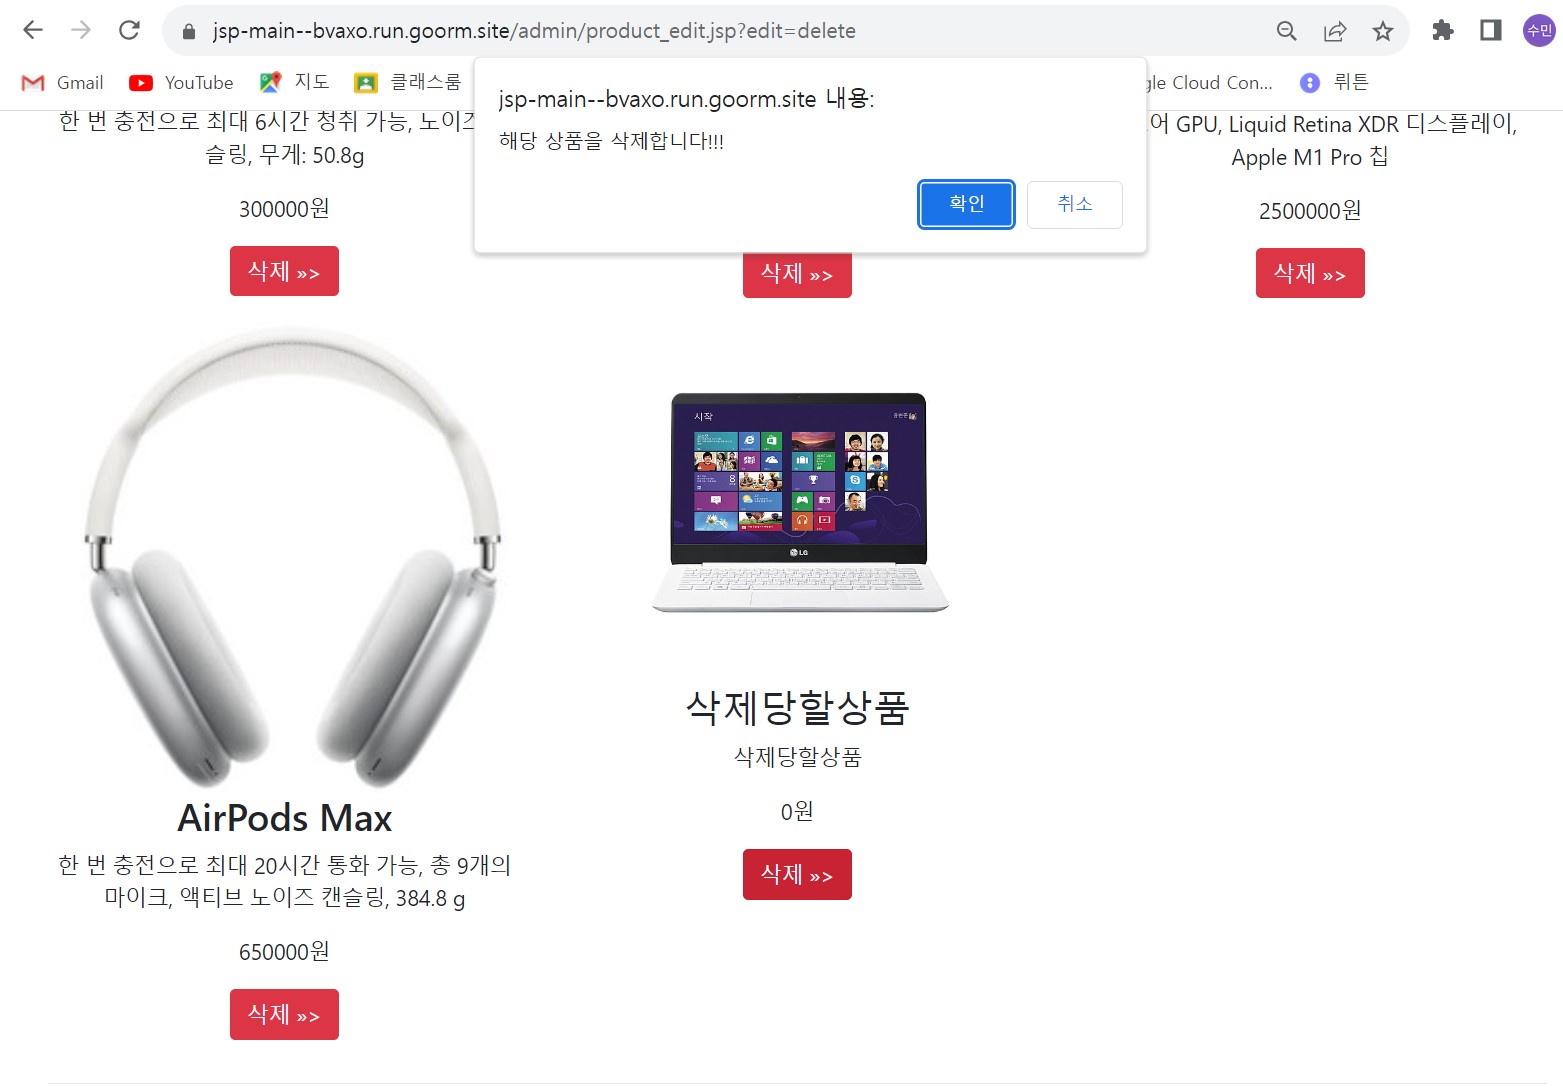 jsp-main--bvaxo.run.goorm.site/admin/product_edit.jsp?edit=delete
수민
Gmail
YouTube
지도
클래스룸
gle Cloud Con...
뤼튼
jsp-main--bvaxo.run.goorm.site 내용:
해당 상품을 삭제합니다!!!
확인
취소
한 번 충전으로 최대 6시간 청취 가능, 노이즈
슬링, 무게: 50.8g
300000원
삭제 »>
삭제 »>
어 GPU, Liquid Retina XDR 디스플레이,
Apple M1 Pro 칩
2500000원
삭제 »>
AirPods Max
한 번 충전으로 최대 20시간 통화 가능, 총 9개의
마이크, 액티브 노이즈 캔슬링, 384.8 g
650000원
삭제 »>
시작
8
LG
삭제당할상품
삭제당할상품
0원
삭제 »>